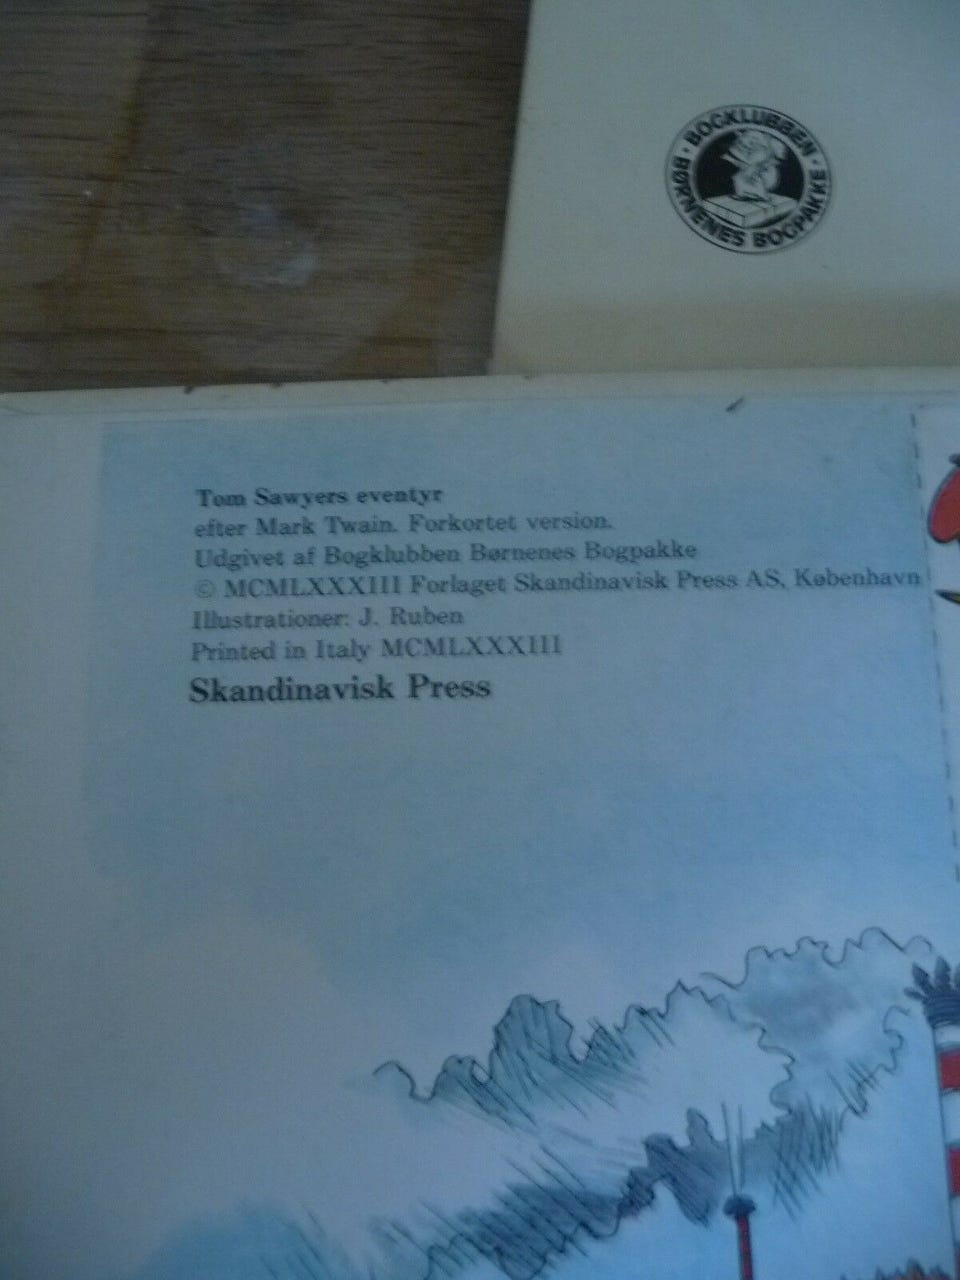 BOGKLUBBEN · BØRNENES BOGPAKKE ·
Tom Sawyers eventyr
efter Mark Twain. Forkortet version.
Udgivet af Bogklubben Børnenes Bogpakke
© MCMLXXXIII Forlaget Skandinavisk Press AS, København
Illustrationer: J. Ruben
Printed in Italy MCMLXXXIII
Skandinavisk Press